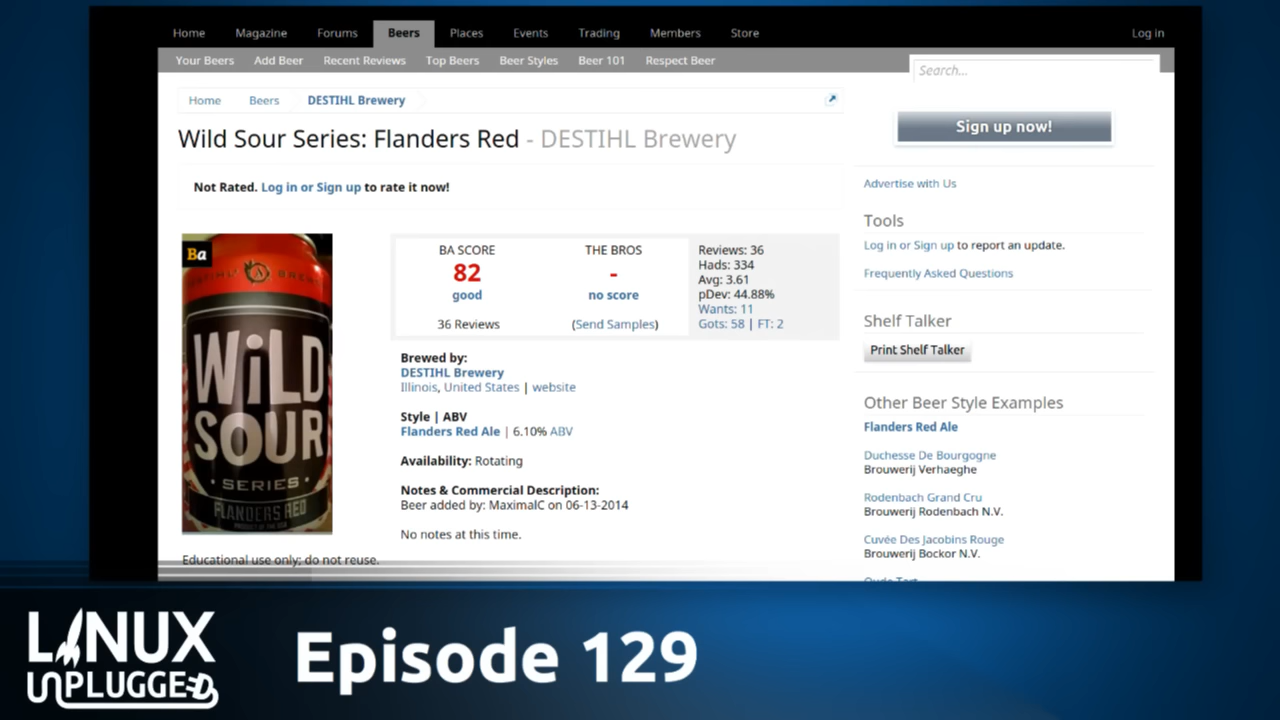 Home Magazine Forums Beers Places Events Trading Members Store Log in
Your Beers Add Beer Recent Reviews Top Beers Beer Styles Beer 101 Respect Beer
Search...
Home Beers DESTIHL Brewery
Sign up now!
Wild Sour Series: Flanders Red - DESTIHL Brewery
Not Rated. Log in or Sign up to rate it now!
Advertise with Us
Tools
Log in or Sign up to report an update.
Frequently Asked Questions
Shelf Talker
Print Shelf Talker
Other Beer Style Examples
Flanders Red Ale
Duchesse De Bourgogne
Brouwerij Verhaeghe
Rodenbach Grand Cru
Brouwerij Rodenbach N.V.
Cuvée Des Jacobins Rouge
Brouwerij Bockor N.V.
Ba
WiLD
SOUR
SERIES
FLANDERS RED
PRODUCT OF THE USA
BA SCORE
82
good
36 Reviews
THE BROS
-
no score
(Send Samples)
Reviews: 36
Hads: 334
Avg: 3.61
pDev: 44.88%
Wants: 11
Gots: 58 | FT: 2
Brewed by:
DESTIHL Brewery
Illinois, United States | website
Style | ABV
Flanders Red Ale | 6.10% ABV
Availability: Rotating
Notes & Commercial Description:
Beer added by: MaximalC on 06-13-2014
No notes at this time.
Educational use only; do not reuse.
LINUX
UNPLUGGED
Episode 129